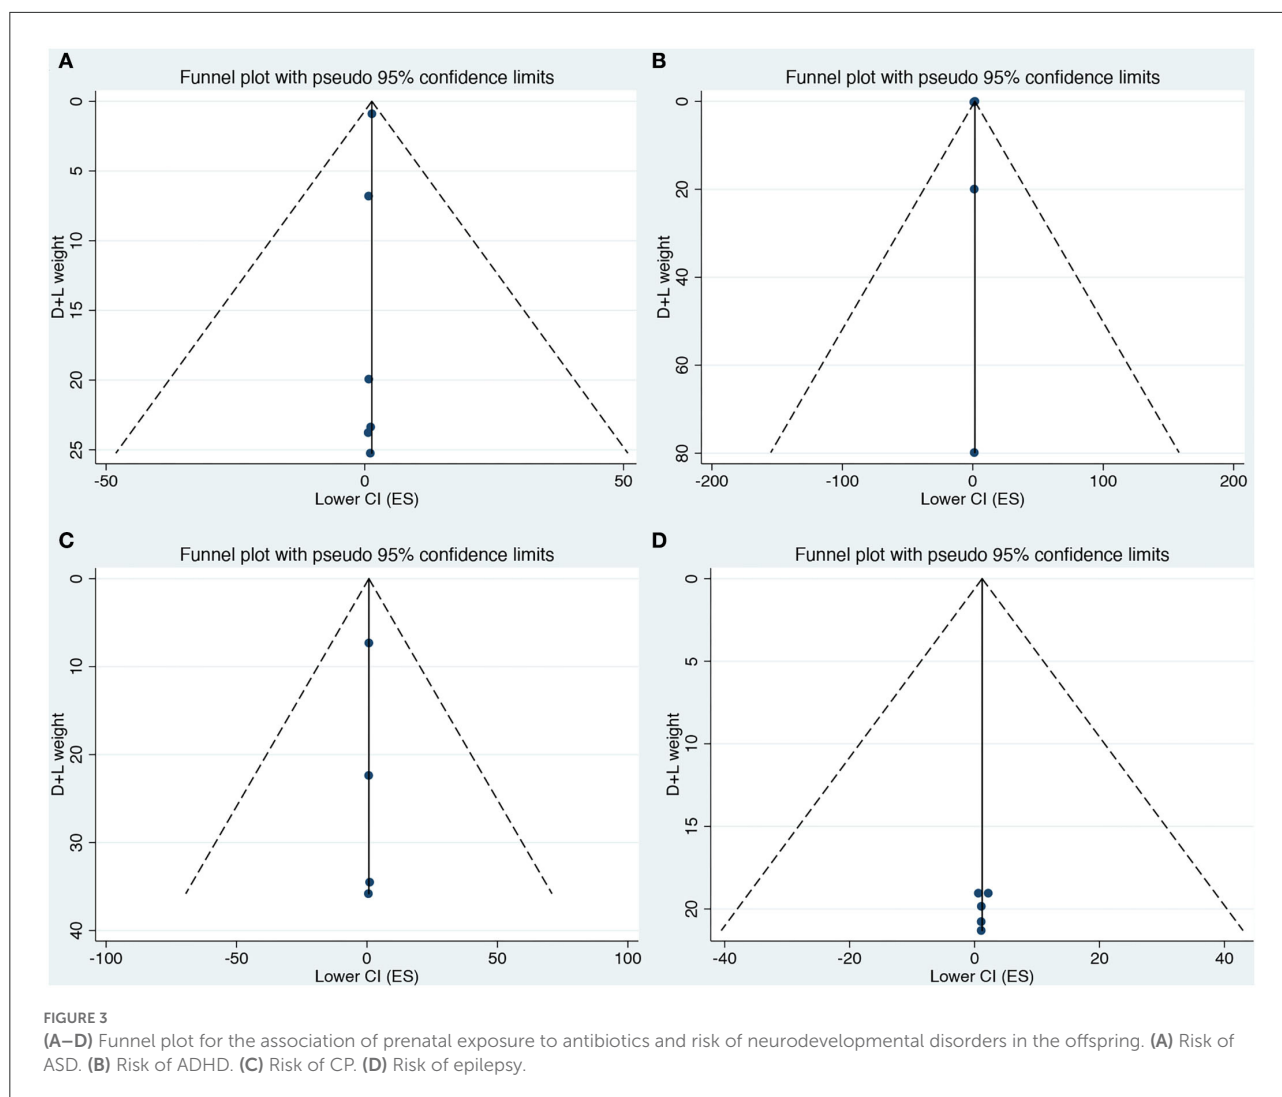 A
Funnel plot with pseudo 95% confidence limits
0
5
10
15
20
25
D+L weight
-50
0
50
Lower CI (ES)
B
Funnel plot with pseudo 95% confidence limits
0
20
40
60
80
D+L weight
-200
-100
0
100
200
Lower CI (ES)
C
Funnel plot with pseudo 95% confidence limits
0
10
20
30
40
D+L weight
-100
-50
0
50
100
Lower CI (ES)
D
Funnel plot with pseudo 95% confidence limits
0
5
10
15
20
D+L weight
-40
-20
0
20
40
Lower CI (ES)
FIGURE 3
(A–D) Funnel plot for the association of prenatal exposure to antibiotics and risk of neurodevelopmental disorders in the offspring. (A) Risk of
ASD. (B) Risk of ADHD. (C) Risk of CP. (D) Risk of epilepsy.